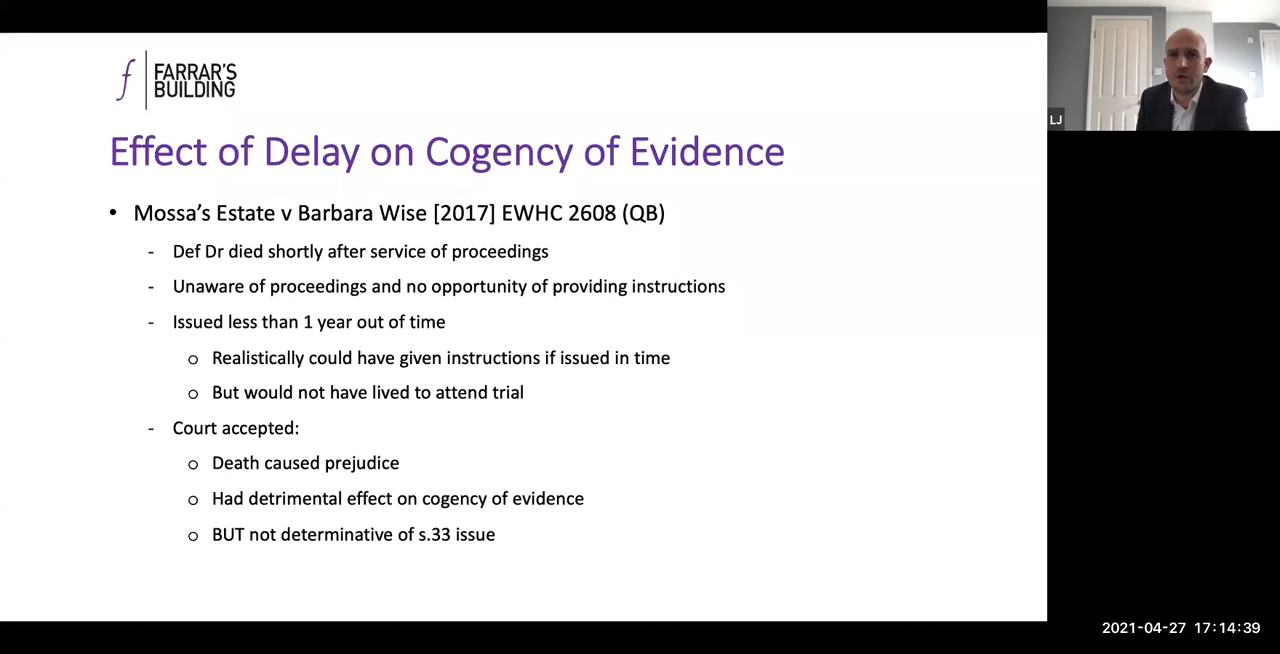 f
FARRAR'S
BUILDING
Effect of Delay on Cogency of Evidence
• Mossa's Estate v Barbara Wise [2017] EWHC 2608 (QB)
- Def Dr died shortly after service of proceedings
- Unaware of proceedings and no opportunity of providing instructions
- Issued less than 1 year out of time
o Realistically could have given instructions if issued in time
o But would not have lived to attend trial
- Court accepted:
o Death caused prejudice
o Had detrimental effect on cogency of evidence
o BUT not determinative of s.33 issue
LJ
2021-04-27 17:14:39